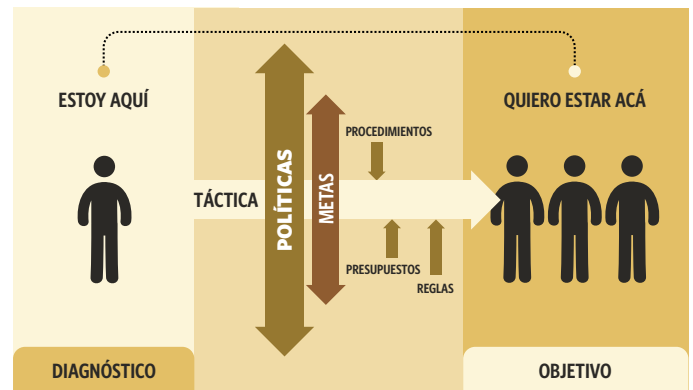 ESTOY AQUÍ
QUIERO ESTAR ACÁ
PROCEDIMIENTOS
TÁCTICA
POLÍTICAS
METAS
PRESUPUESTOS
REGLAS
DIAGNÓSTICO
OBJETIVO